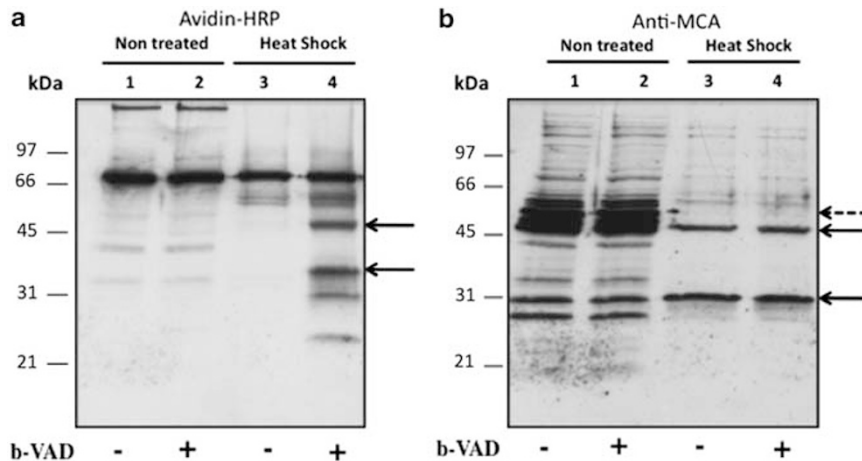 a
Avidin-HRP
Non treated Heat Shock
kDa 1 2 3 4
97
66
45
31
21
b-VAD - + - +
b
Anti-MCA
Non treated Heat Shock
kDa 1 2 3 4
97
66
45
31
21
b-VAD - + - +